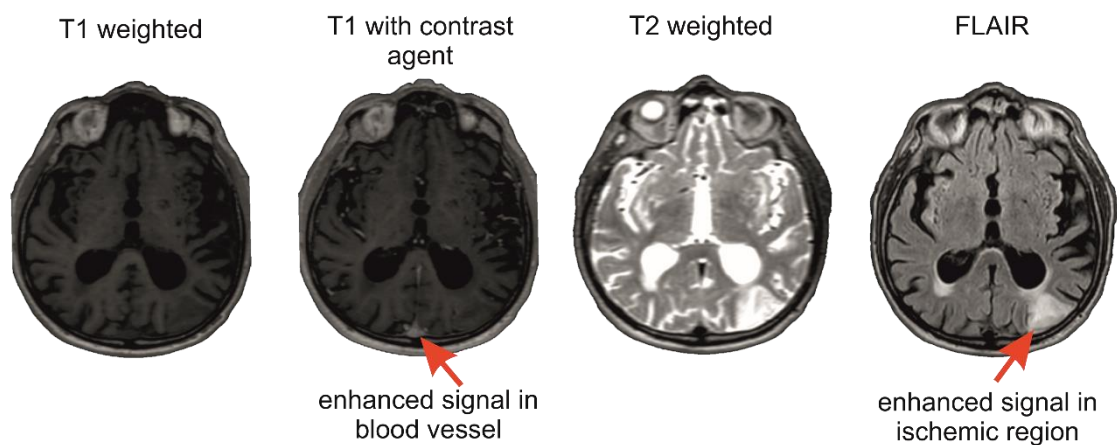 T1 weighted
T1 with contrast
agent
T2 weighted
FLAIR
enhanced signal in
blood vessel
enhanced signal in
ischemic region